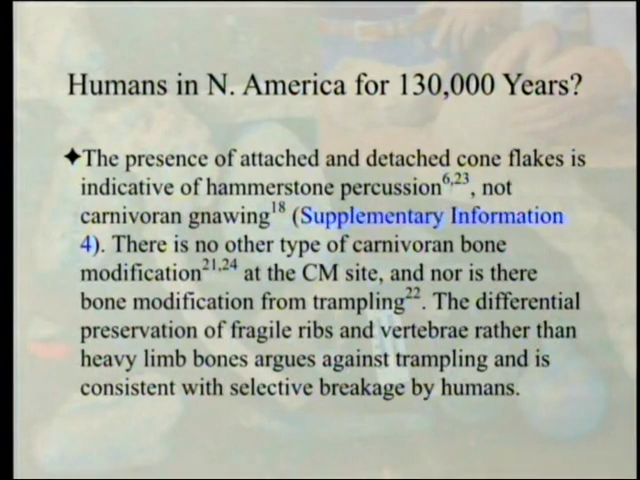 Humans in N. America for 130,000 Years?
✦The presence of attached and detached cone flakes is
indicative of hammerstone percussion6,23, not
carnivoran gnawing18 (Supplementary Information
4). There is no other type of carnivoran bone
modification21,24 at the CM site, and nor is there
bone modification from trampling22. The differential
preservation of fragile ribs and vertebrae rather than
heavy limb bones argues against trampling and is
consistent with selective breakage by humans.